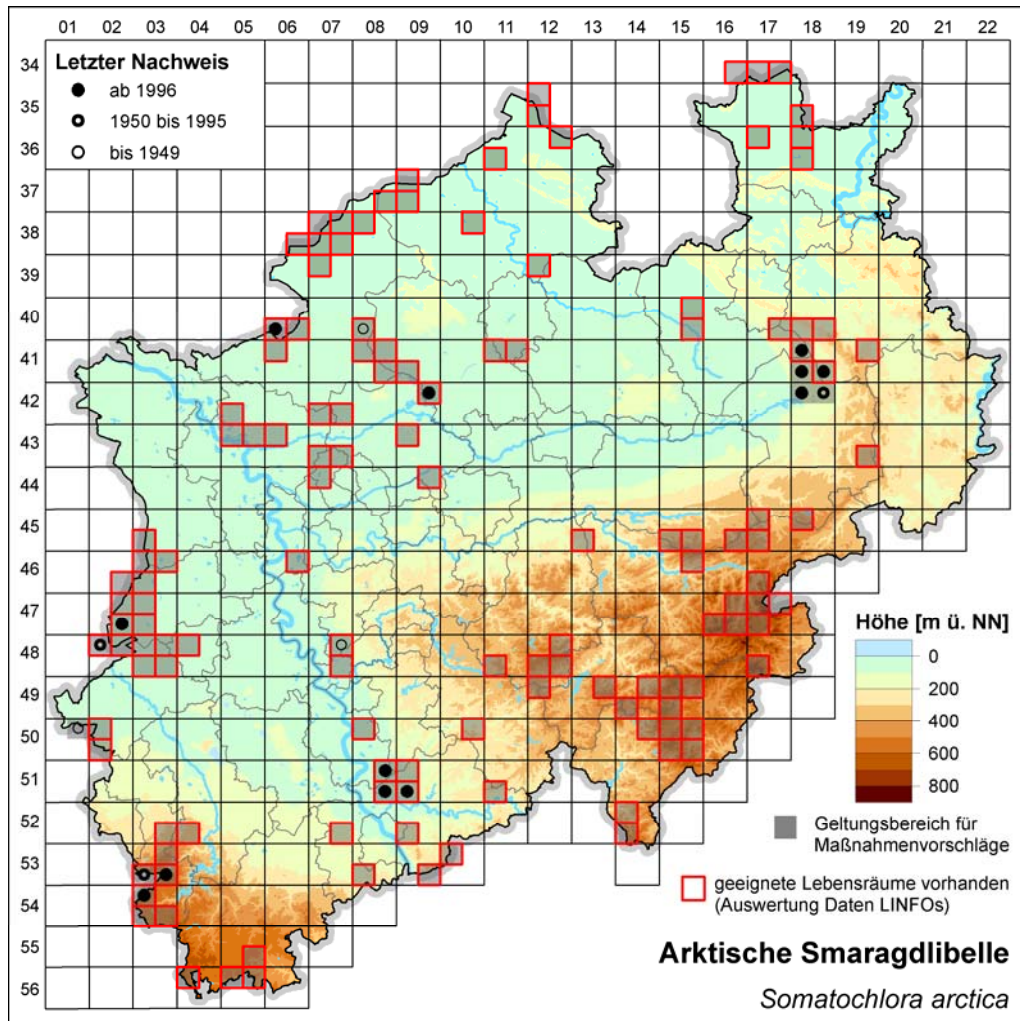 01 02 03 04 05 06 07 08 09 10 11 12 13 14 15 16 17 18 19 20 22
34
35
36
37
38
39
40
41
42
43
44
45
46
47
48
49
50
51
52
53
54
55
56
Letzter Nachweis
ab 1996
1950 bis 1995
bis 1949
Höhe [m ü. NN]
0
200
400
600
800
Geltungsbereich für
Maßnahmenvorschläge
geeignete Lebensräume vorhanden
(Auswertung Daten LINFOs)
Arktische Smaragdlibelle
Somatochlora arctica